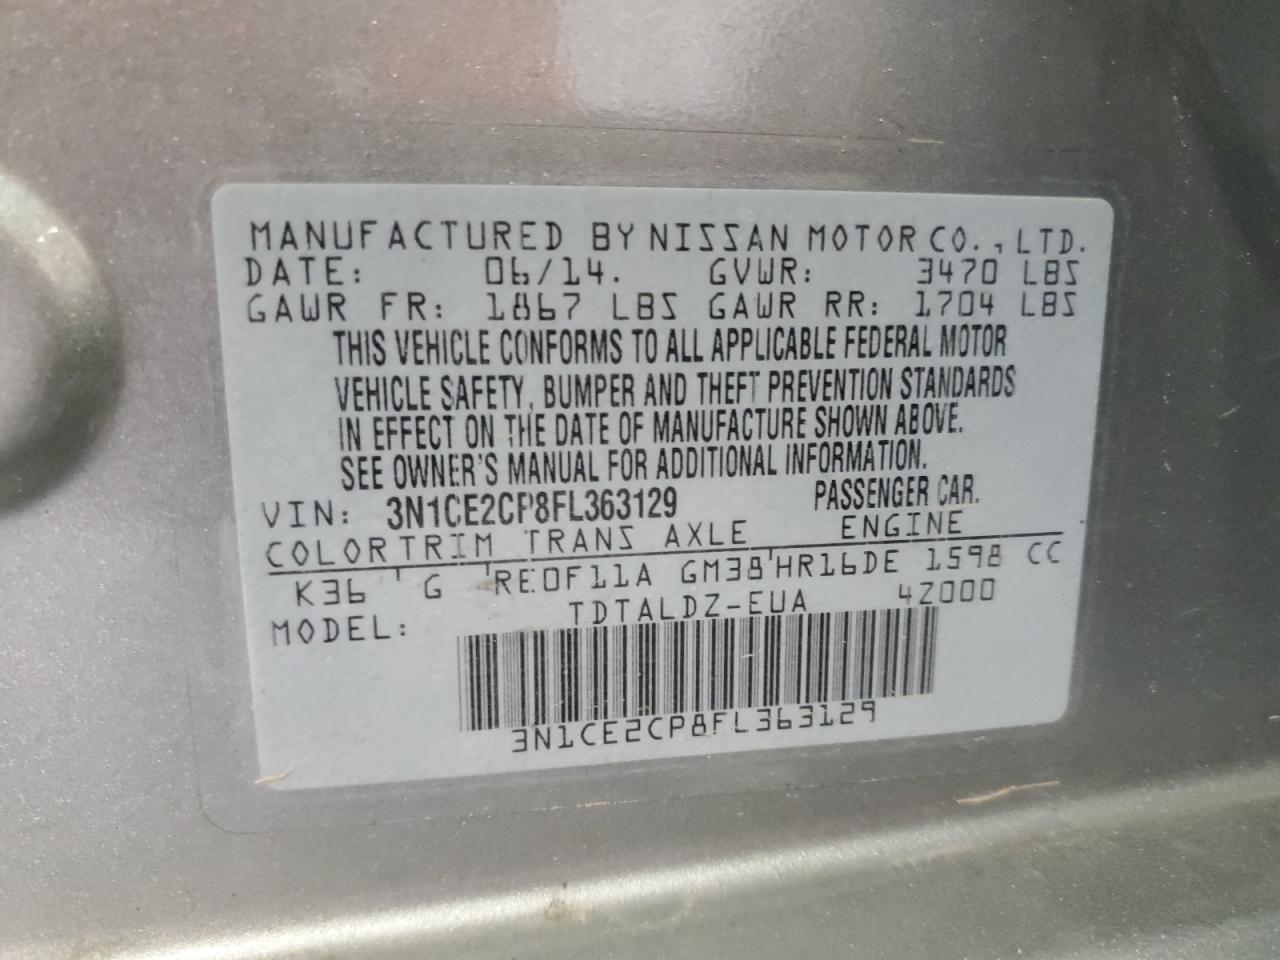 MANUFACTURED BY NISSAN MOTOR CO., LTD.
DATE: 06/14. GVWR: 3470 LBS
GAWR FR: 1867 LBS GAWR RR: 1704 LBS
THIS VEHICLE CONFORMS TO ALL APPLICABLE FEDERAL MOTOR
VEHICLE SAFETY, BUMPER AND THEFT PREVENTION STANDARDS
IN EFFECT ON THE DATE OF MANUFACTURE SHOWN ABOVE.
SEE OWNER'S MANUAL FOR ADDITIONAL INFORMATION.
VIN: 3N1CE2CP8FL363129 PASSENGER CAR.
COLOR TRIM TRANS AXLE ENGINE
K36 G RE0F11A GM38 HR16DE 1598 CC
MODEL: TDTALDZ-EUA 4Z000
3N1CE2CP8FL363129